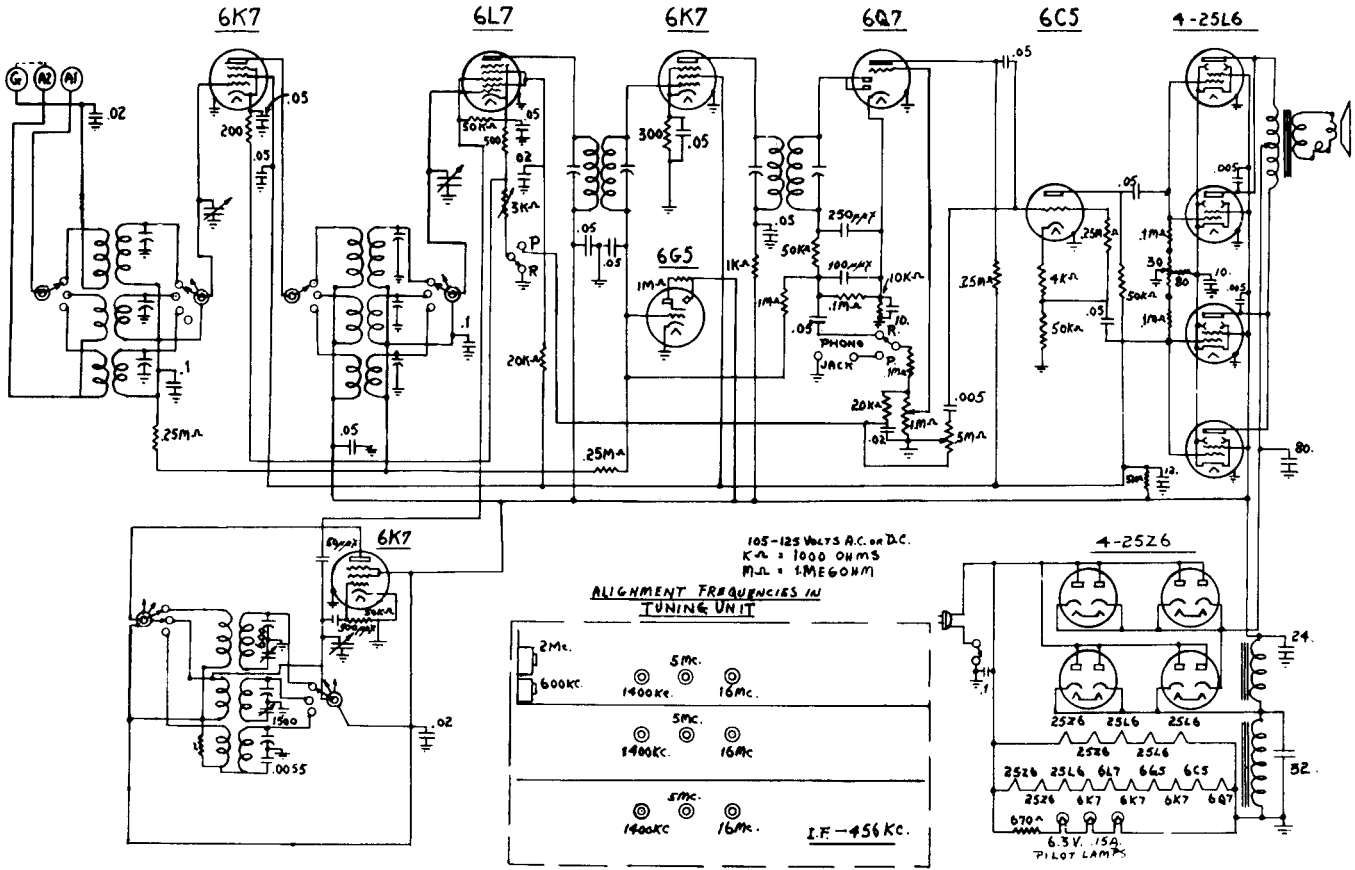 6K7
6L7
6K7
6Q7
6C5
4-25L6
G
A2
A1
.02
.05
200
.05
50KΩ
500
.05
.02
3KΩ
P
R
300
.05
.05
.05
.05
1KΩ
6G5
1MΩ
1MΩ
250μμf
50KΩ
100μμf
.1MΩ
10KΩ
10.
.05
R.
PHONO
JACK
P.
.1MΩ
20KΩ
.02
1MΩ
.5MΩ
.005
.25MΩ
.05
.25MΩ
4KΩ
50KΩ
50KΩ
.05
.05
.1MΩ
30
80
10.
.005
.005
.1MΩ
80.
12.
.1
.25MΩ
.1
.05
20KΩ
.25MΩ
6K7
50μμf
50KΩ
500μμf
600
1500
.0055
.02
105-125 VOLTS A.C. OR D.C.
KΩ = 1000 OHMS
MΩ = 1 MEGOHM
ALIGNMENT FREQUENCIES IN
TUNING UNIT
2Mc.
600KC.
5Mc.
1400Kc.
16Mc.
5Mc.
1400KC.
16Mc
5Mc.
1400KC
16Mc.
I.F-456Kc.
4-25Z6
.1
24.
32.
25Z6 25L6 25L6
25Z6 25L6
25Z6 25L6 6L7 6G5 6C5
25Z6 6K7 6K7 6K7 6Q7
670Ω
6.3V. .15A.
PILOT LAMPS